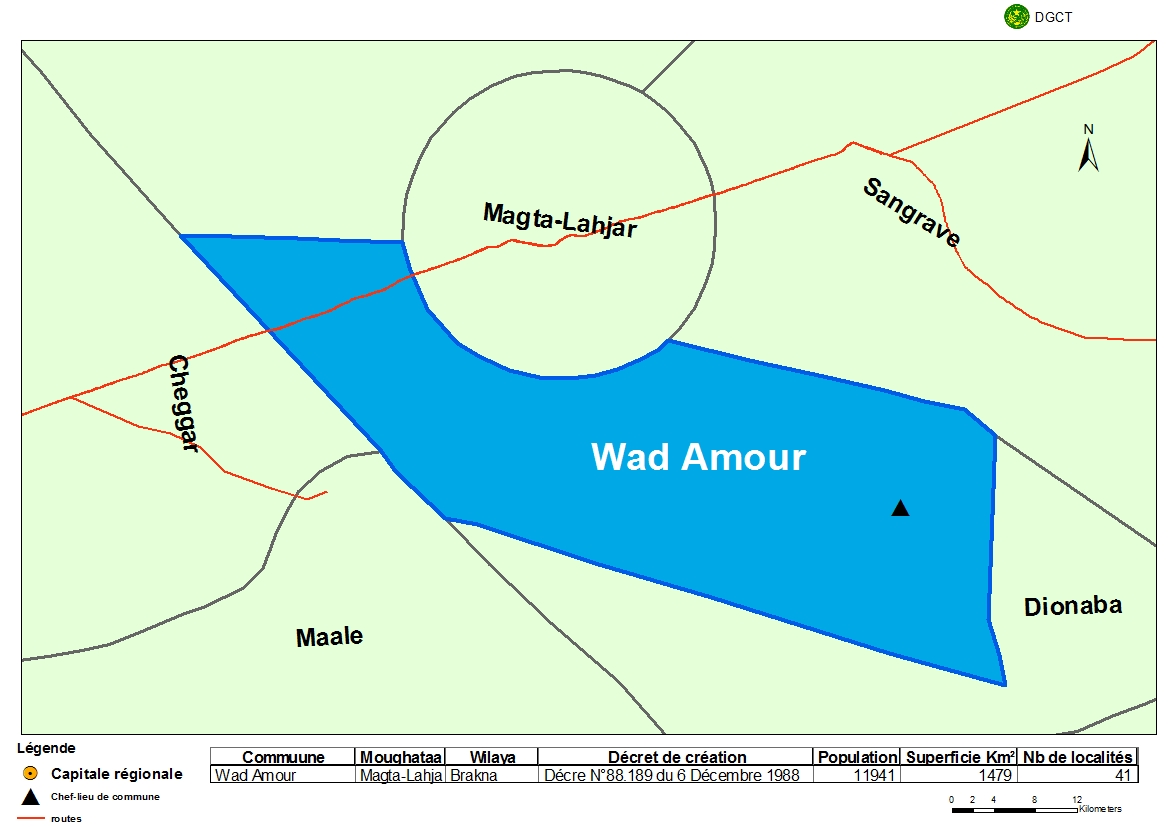 DGCT
N
Magta-Lahjar
Sangrave
Cheggar
Wad Amour
Dionaba
Maale
Légende
Capitale régionale
Chef-lieu de commune
routes
Commuune Moughataa Wilaya Décret de création Population Superficie Km² Nb de localités
Wad Amour Magta-Lahja Brakna Décre N°88.189 du 6 Décembre 1988 11941 1479 41
0 2 4 8 12
Kilometers